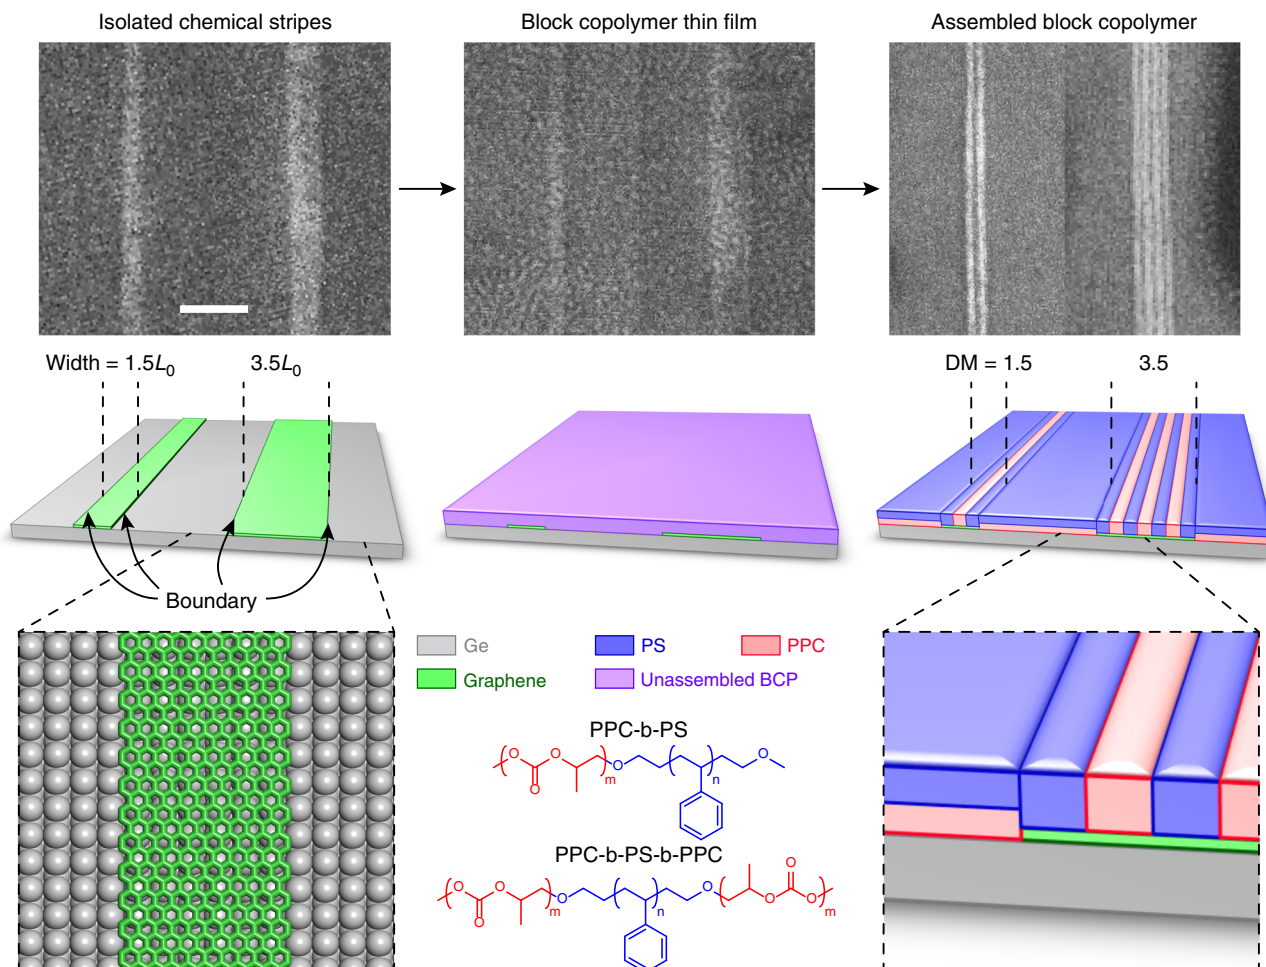 Isolated chemical stripes
Block copolymer thin film
Assembled block copolymer
Width = 1.5L0
3.5L0
DM = 1.5
3.5
Boundary
Ge
PS
PPC
Graphene
Unassembled BCP
PPC-b-PS
O
O
O
m
O
n
O
PPC-b-PS-b-PPC
O
O
O
m
O
n
O
O
O
O
m